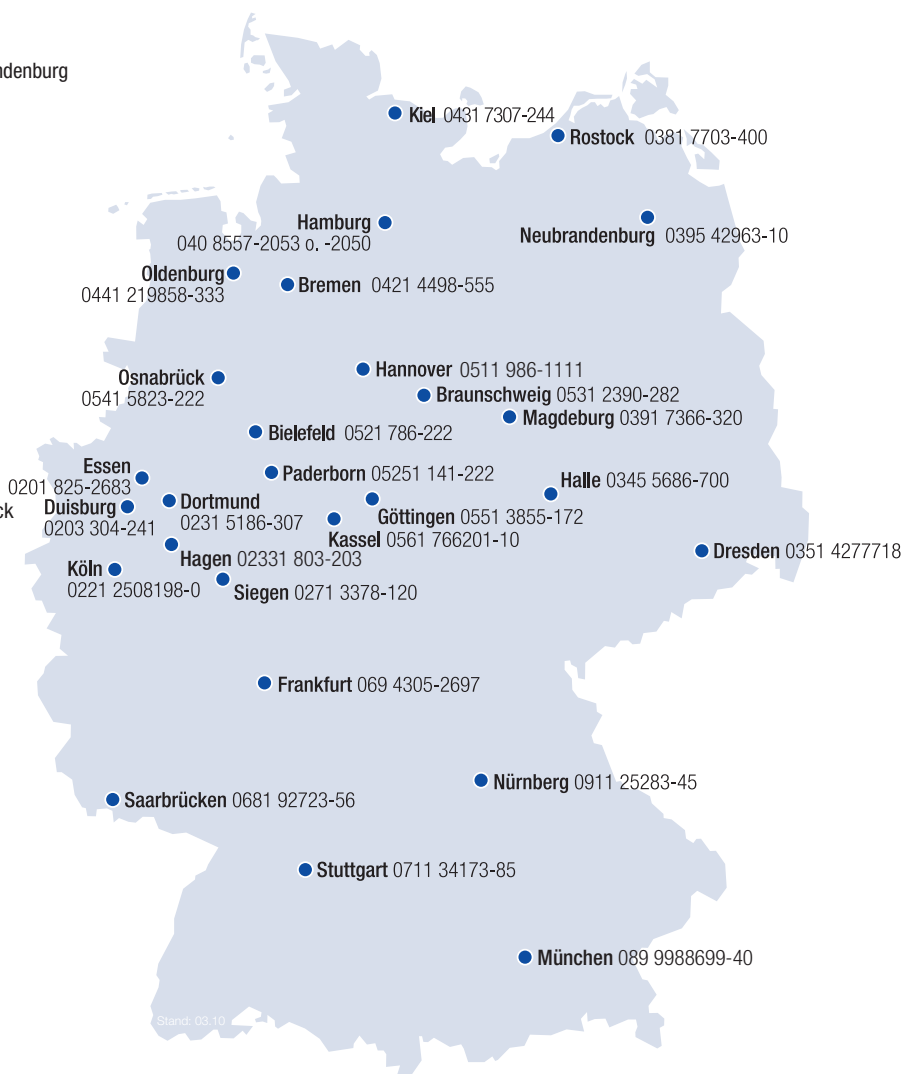 ndenburg
Kiel 0431 7307-244
Rostock 0381 7703-400
Hamburg
040 8557-2053 o. -2050
Neubrandenburg 0395 42963-10
Oldenburg
0441 219858-333
Bremen 0421 4498-555
Hannover 0511 986-1111
Osnabrück
0541 5823-222
Braunschweig 0531 2390-282
Magdeburg 0391 7366-320
Bielefeld 0521 786-222
Essen
0201 825-2683
Paderborn 05251 141-222
Halle 0345 5686-700
ck
Duisburg
0203 304-241
Dortmund
0231 5186-307
Göttingen 0551 3855-172
Kassel 0561 766201-10
Hagen 02331 803-203
Dresden 0351 4277718
Köln
0221 2508198-0
Siegen 0271 3378-120
Frankfurt 069 4305-2697
Nürnberg 0911 25283-45
Saarbrücken 0681 92723-56
Stuttgart 0711 34173-85
München 089 9988699-40
Stand: 03.10